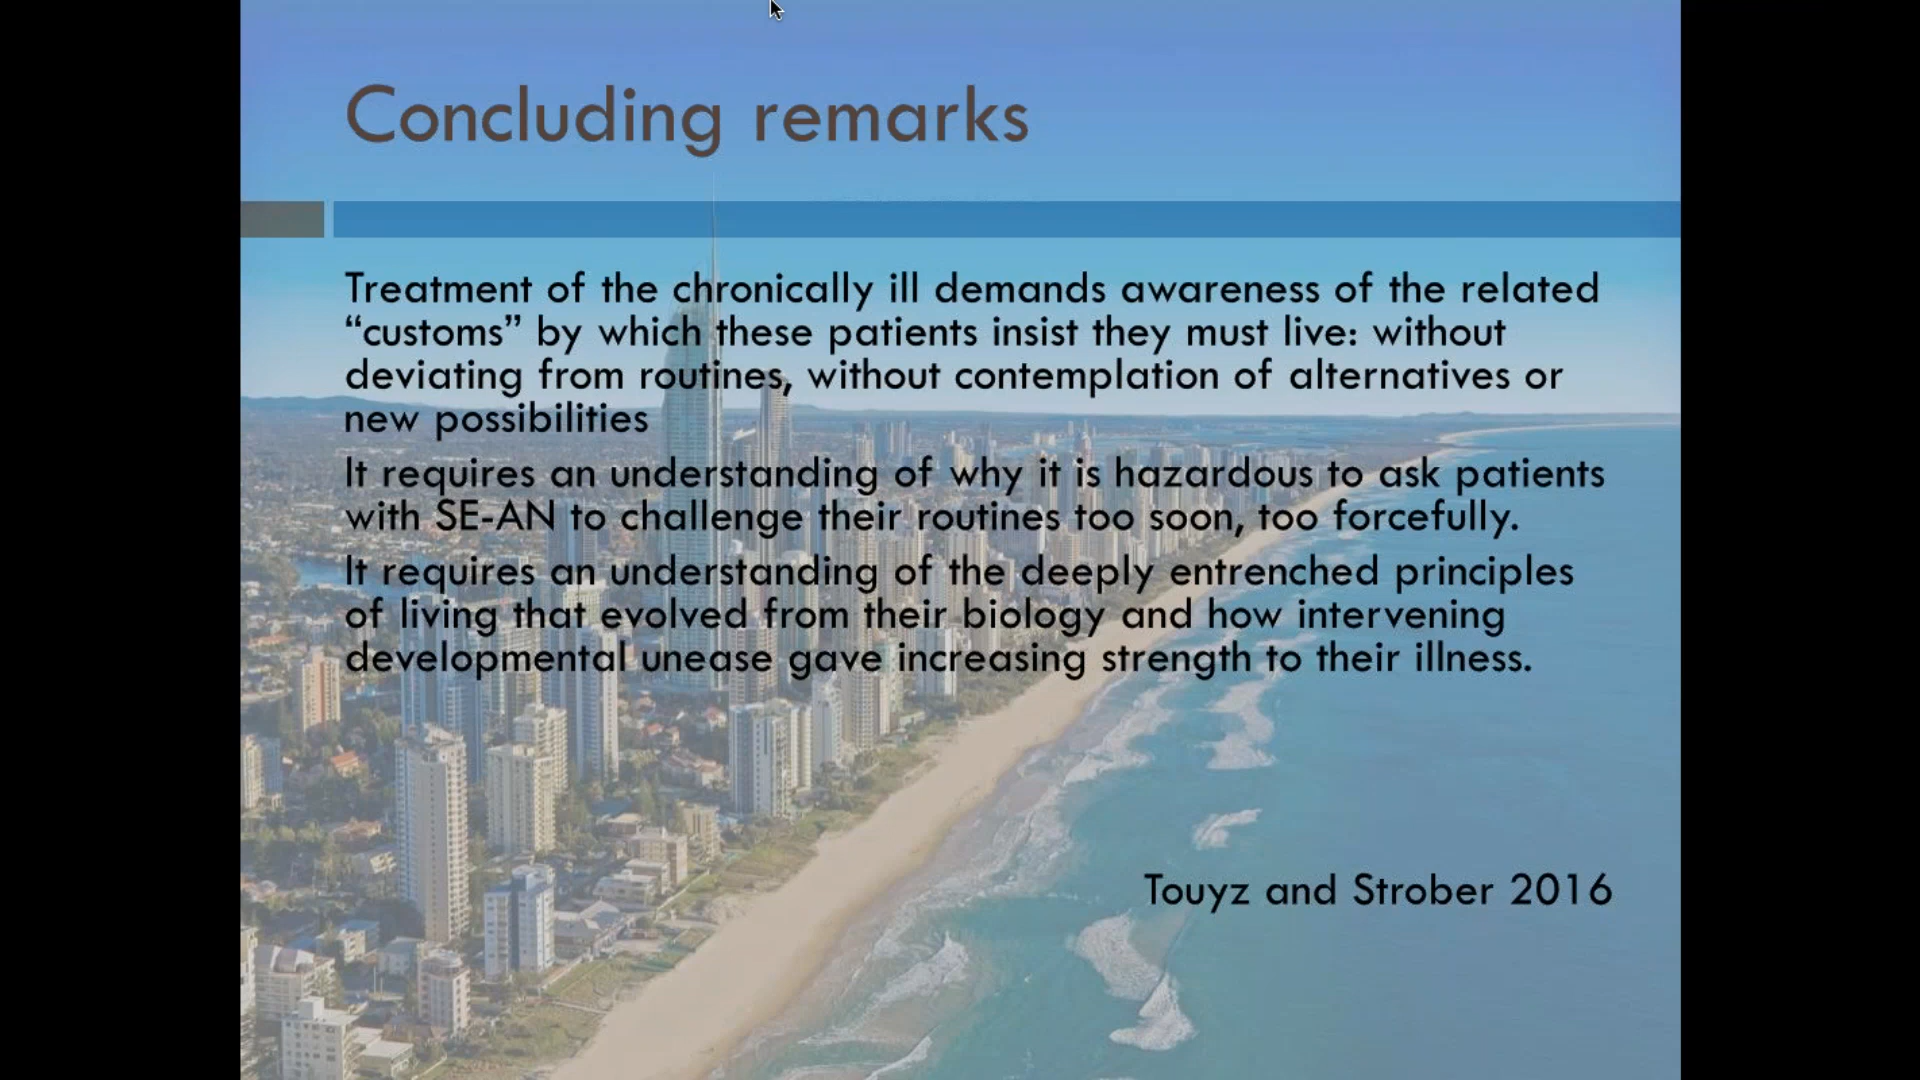 Concluding remarks
Treatment of the chronically ill demands awareness of the related
“customs” by which these patients insist they must live: without
deviating from routines, without contemplation of alternatives or
new possibilities
It requires an understanding of why it is hazardous to ask patients
with SE-AN to challenge their routines too soon, too forcefully.
It requires an understanding of the deeply entrenched principles
of living that evolved from their biology and how intervening
developmental unease gave increasing strength to their illness.
Touyz and Strober 2016